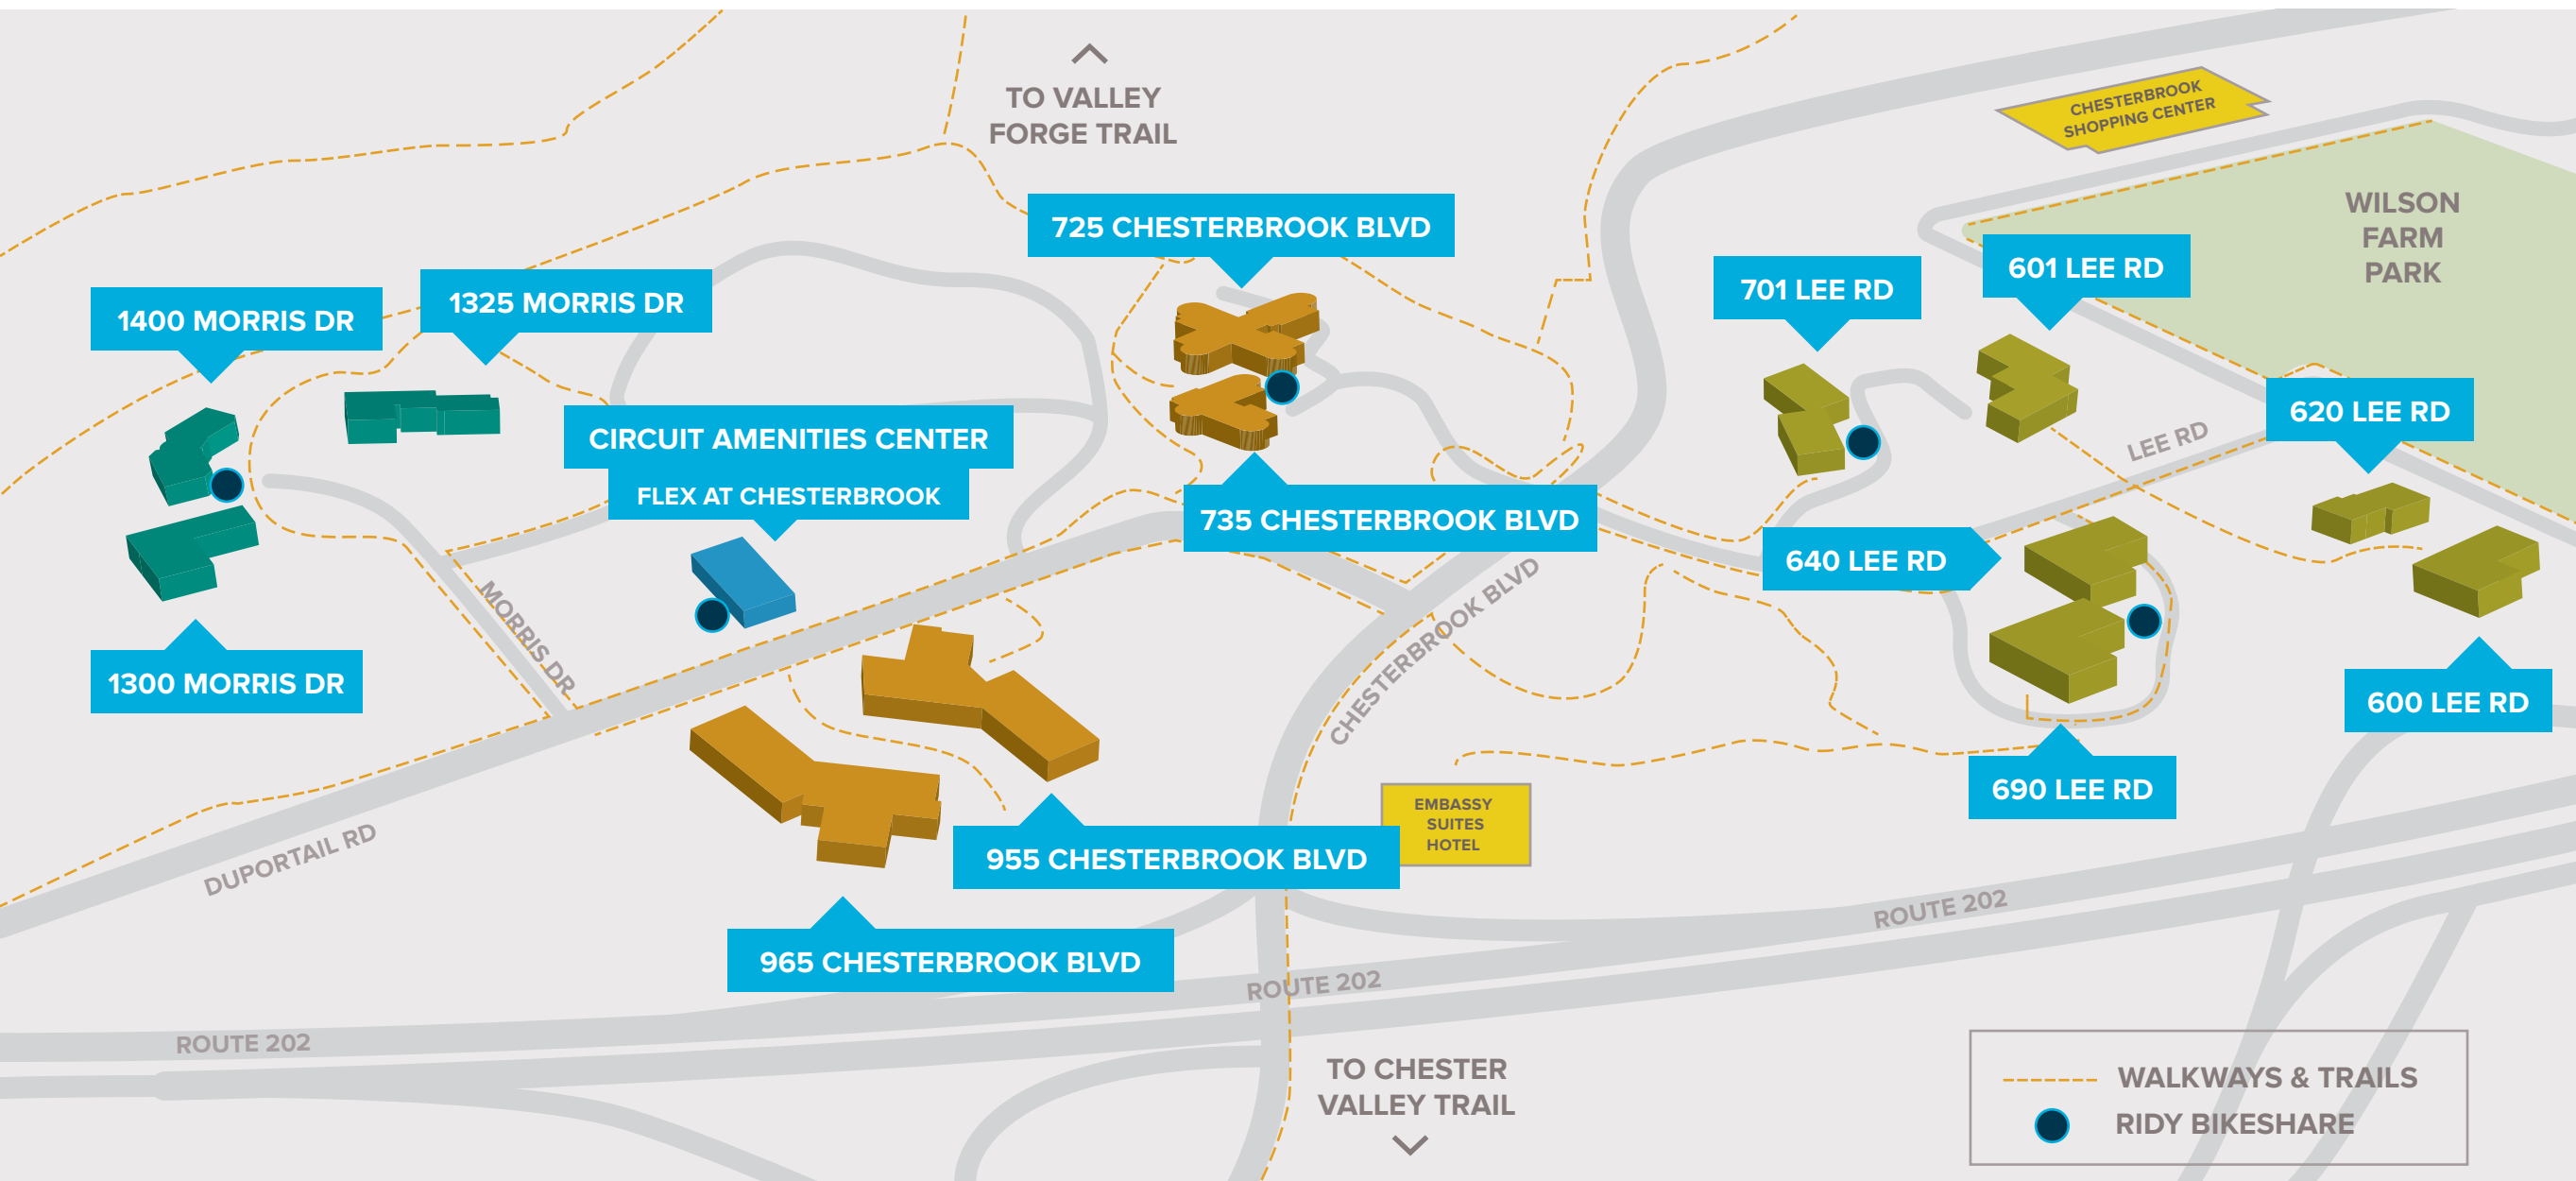 CHESTERBROOK
SHOPPING CENTER
TO VALLEY
FORGE TRAIL
WILSON
FARM
PARK
725 CHESTERBROOK BLVD
601 LEE RD
701 LEE RD
1325 MORRIS DR
1400 MORRIS DR
620 LEE RD
CIRCUIT AMENITIES CENTER
FLEX AT CHESTERBROOK
LEE RD
735 CHESTERBROOK BLVD
640 LEE RD
MORRIS DR
CHESTERBROOK BLVD
1300 MORRIS DR
600 LEE RD
690 LEE RD
EMBASSY
SUITES
HOTEL
DUPORTAIL RD
955 CHESTERBROOK BLVD
965 CHESTERBROOK BLVD
ROUTE 202
ROUTE 202
ROUTE 202
TO CHESTER
VALLEY TRAIL
WALKWAYS & TRAILS
RIDY BIKESHARE